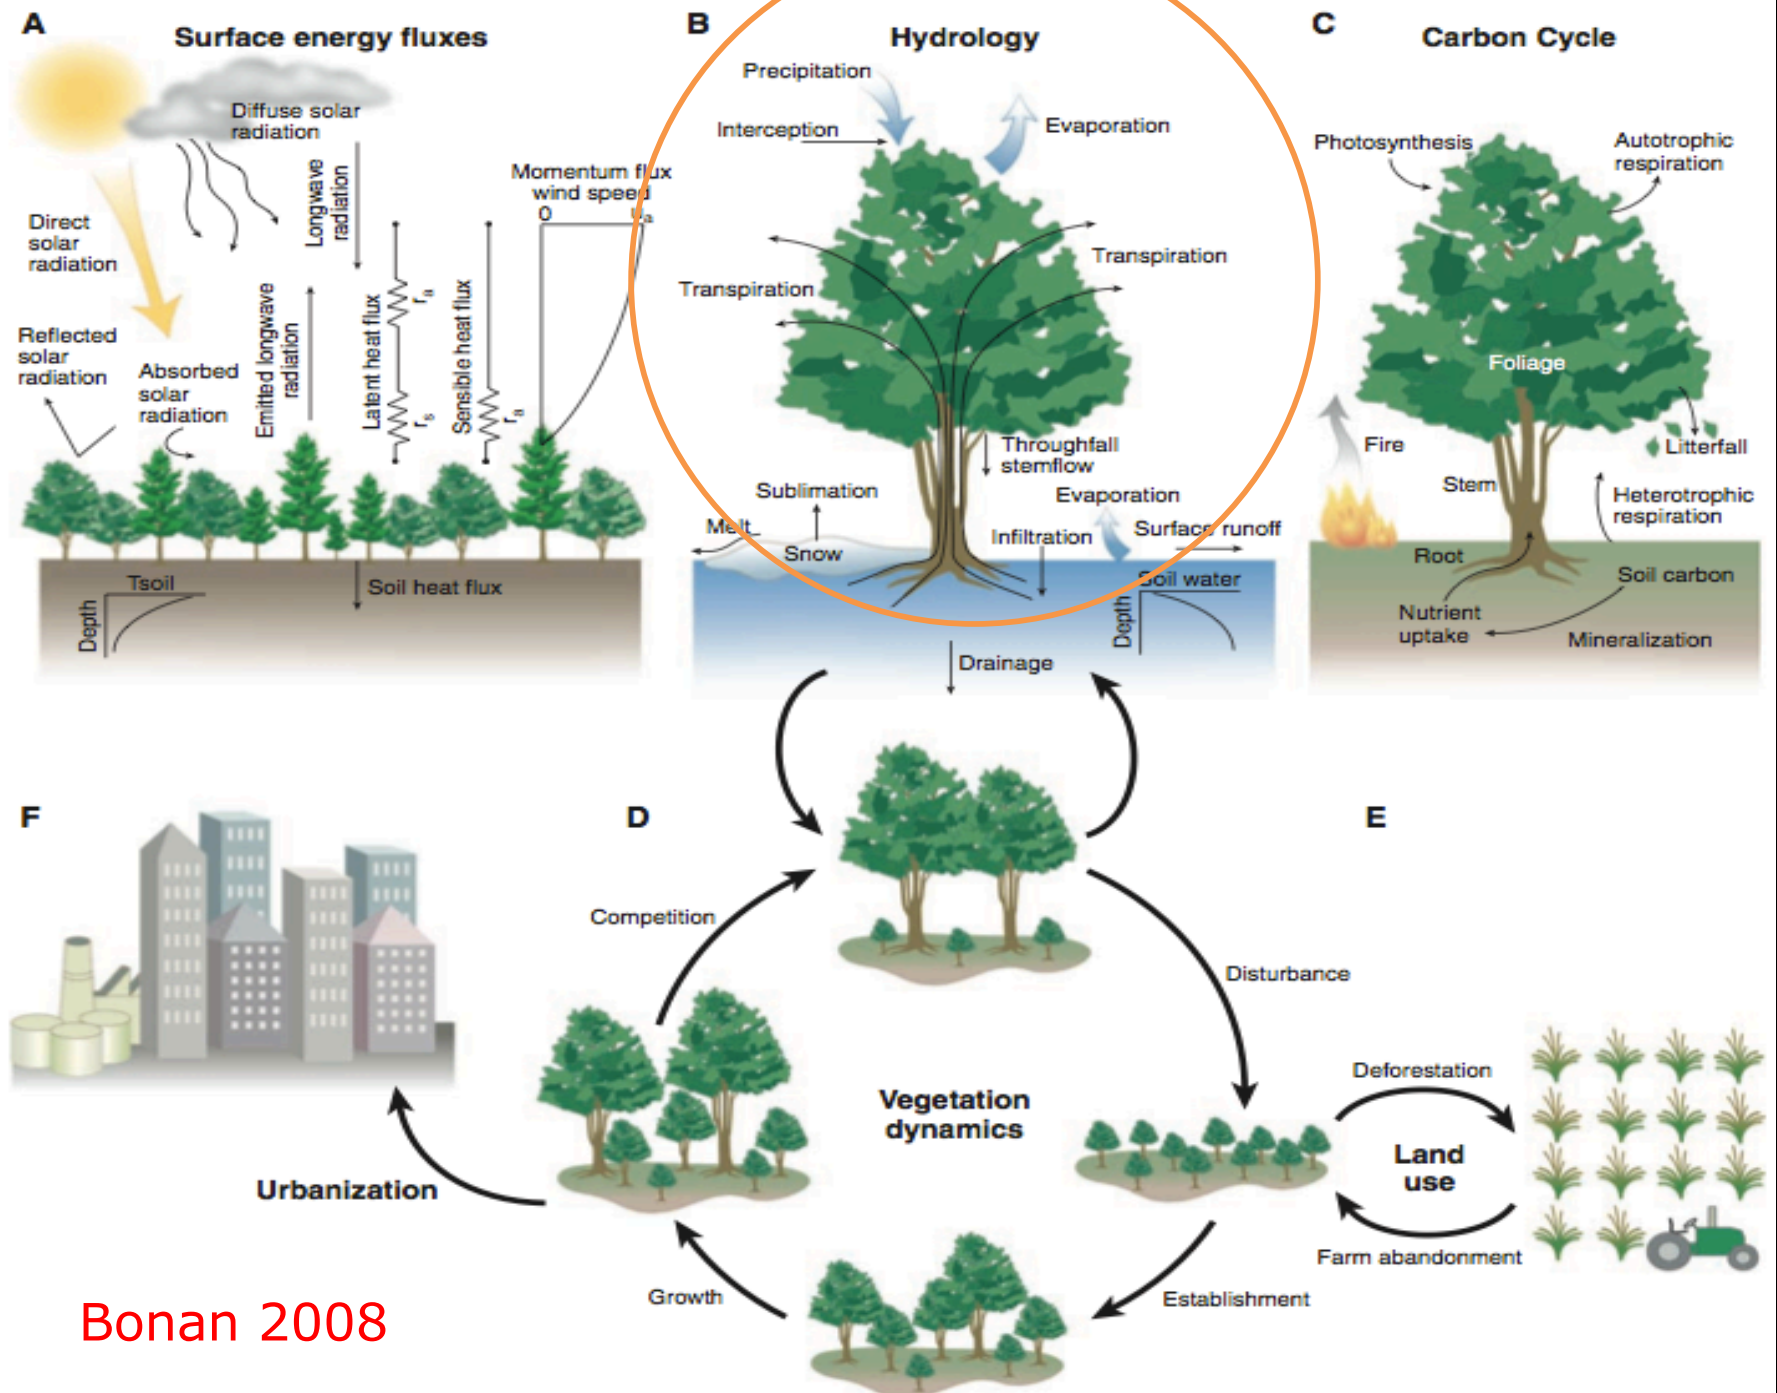 A
Surface energy fluxes
Diffuse solar
radiation
Longwave
radiation
Momentum flux
wind speed
0
ua
Direct
solar
radiation
Reflected
solar
radiation
Absorbed
solar
radiation
Emitted longwave
radiation
Latent heat flux
ra
rs
Sensible heat flux
ra
Tsoil
Depth
Soil heat flux
B
Hydrology
Precipitation
Interception
Evaporation
Transpiration
Transpiration
Throughfall
stemflow
Sublimation
Evaporation
Melt
Snow
Infiltration
Surface runoff
Soil water
Depth
Drainage
C
Carbon Cycle
Photosynthesis
Autotrophic
respiration
Foliage
Fire
Litterfall
Stem
Heterotrophic
respiration
Root
Soil carbon
Nutrient
uptake
Mineralization
F
Urbanization
D
Competition
Disturbance
Vegetation
dynamics
Growth
Establishment
E
Deforestation
Land
use
Farm abandonment
Bonan 2008